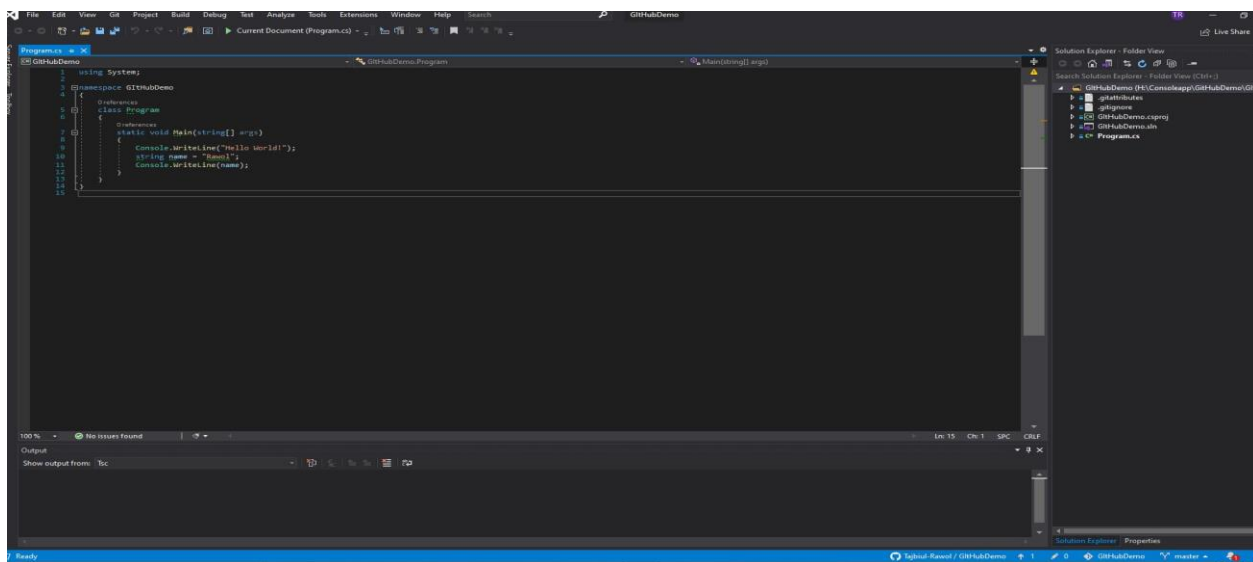 File Edit View Git Project Build Debug Test Analyze Tools Extensions Window Help Search GItHubDemo TR
Current Document (Program.cs) Live Share
Program.cs
GItHubDemo GItHubDemo.Program Main(string[] args)
1 using System;
2
3 namespace GItHubDemo
4 {
0 references
5 class Program
6 {
0 references
7 static void Main(string[] args)
8 {
9 Console.WriteLine("Hello World!");
10 string name = "Rawol";
11 Console.WriteLine(name);
12 }
13 }
14 }
15
100 % No issues found Ln: 15 Ch: 1 SPC CRLF
Output
Show output from: Tsc
Solution Explorer - Folder View
Search Solution Explorer - Folder View (Ctrl+;)
GItHubDemo (H:\Consoleapp\GitHubDemo\GI
.gitattributes
.gitignore
GItHubDemo.csproj
GItHubDemo.sln
Program.cs
Solution Explorer Properties
Ready Tajbiul-Rawol / GItHubDemo 1 0 GItHubDemo master